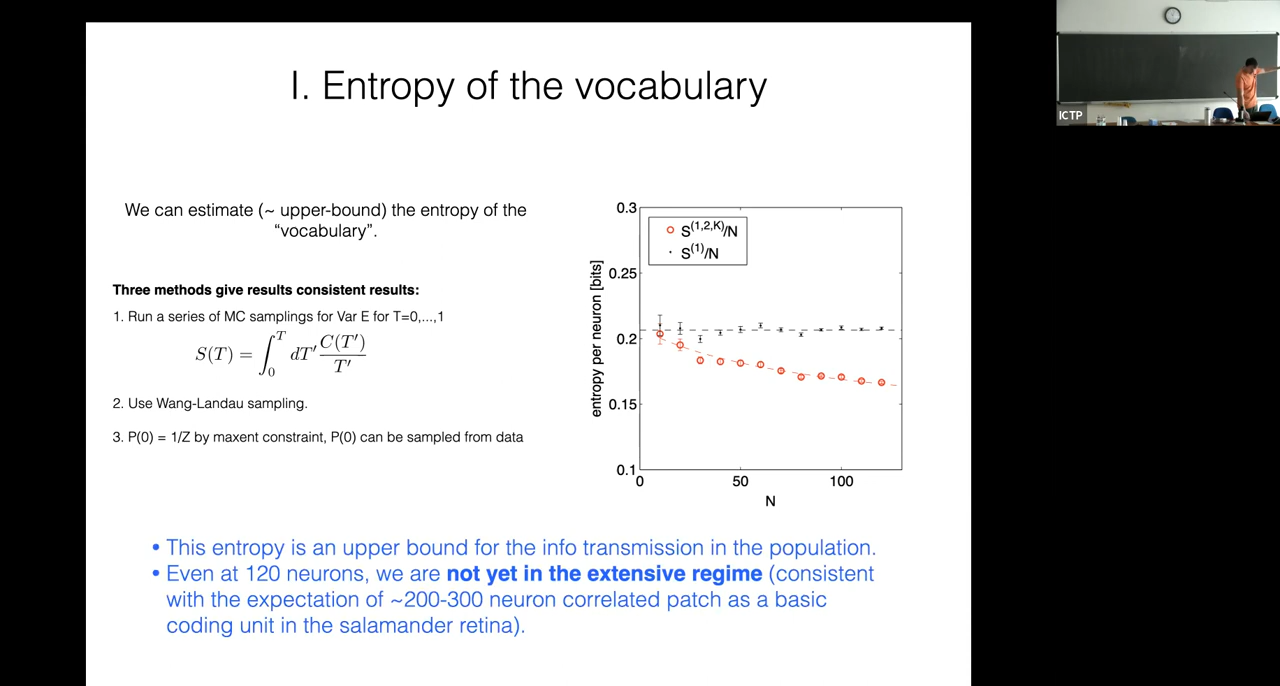 I. Entropy of the vocabulary
ICTP
We can estimate (~ upper-bound) the entropy of the
“vocabulary”.
Three methods give results consistent results:
1. Run a series of MC samplings for Var E for T=0,...,1
S(T) = ∫_0^T dT′ C(T′)/T′
2. Use Wang-Landau sampling.
3. P(0) = 1/Z by maxent constraint, P(0) can be sampled from data
0.3
0.25
0.2
0.15
0.1
entropy per neuron [bits]
S^(1,2,K)/N
S^(1)/N
0
50
100
N
• This entropy is an upper bound for the info transmission in the population.
• Even at 120 neurons, we are not yet in the extensive regime (consistent
with the expectation of ~200-300 neuron correlated patch as a basic
coding unit in the salamander retina).